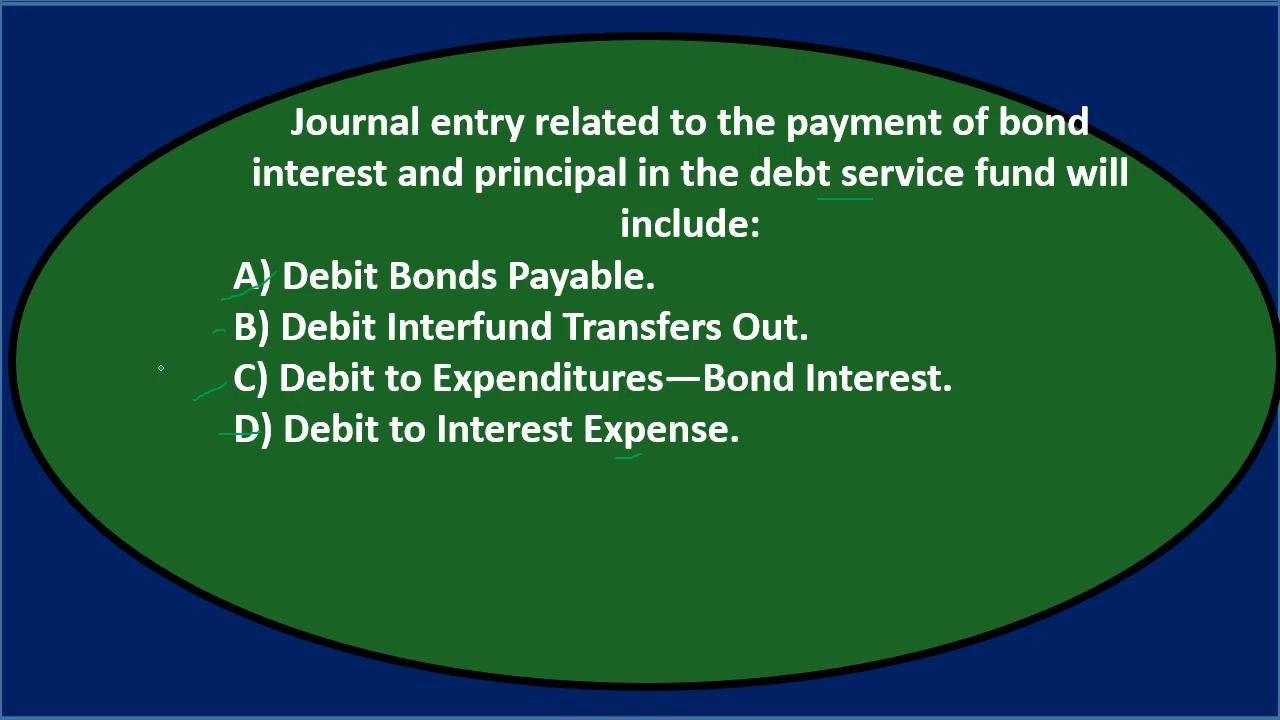 Journal entry related to the payment of bond
interest and principal in the debt service fund will
include:
A) Debit Bonds Payable.
B) Debit Interfund Transfers Out.
C) Debit to Expenditures—Bond Interest.
D) Debit to Interest Expense.